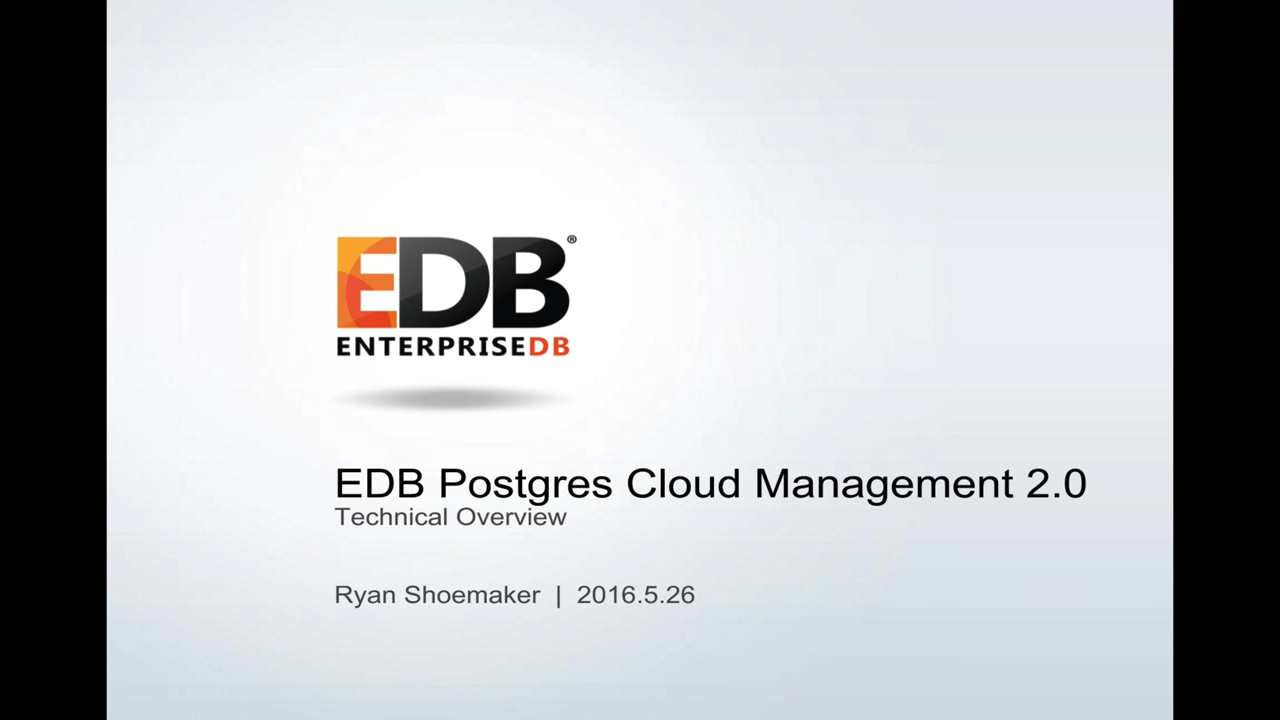 EDB®
ENTERPRISEDB
EDB Postgres Cloud Management 2.0
Technical Overview
Ryan Shoemaker | 2016.5.26